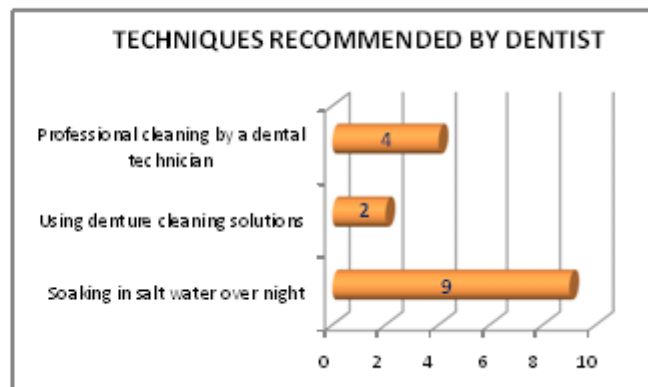 TECHNIQUES RECOMMENDED BY DENTIST
Professional cleaning by a dental
technician
4
Using denture cleaning solutions
2
Soaking in salt water over night
9
0 2 4 6 8 10